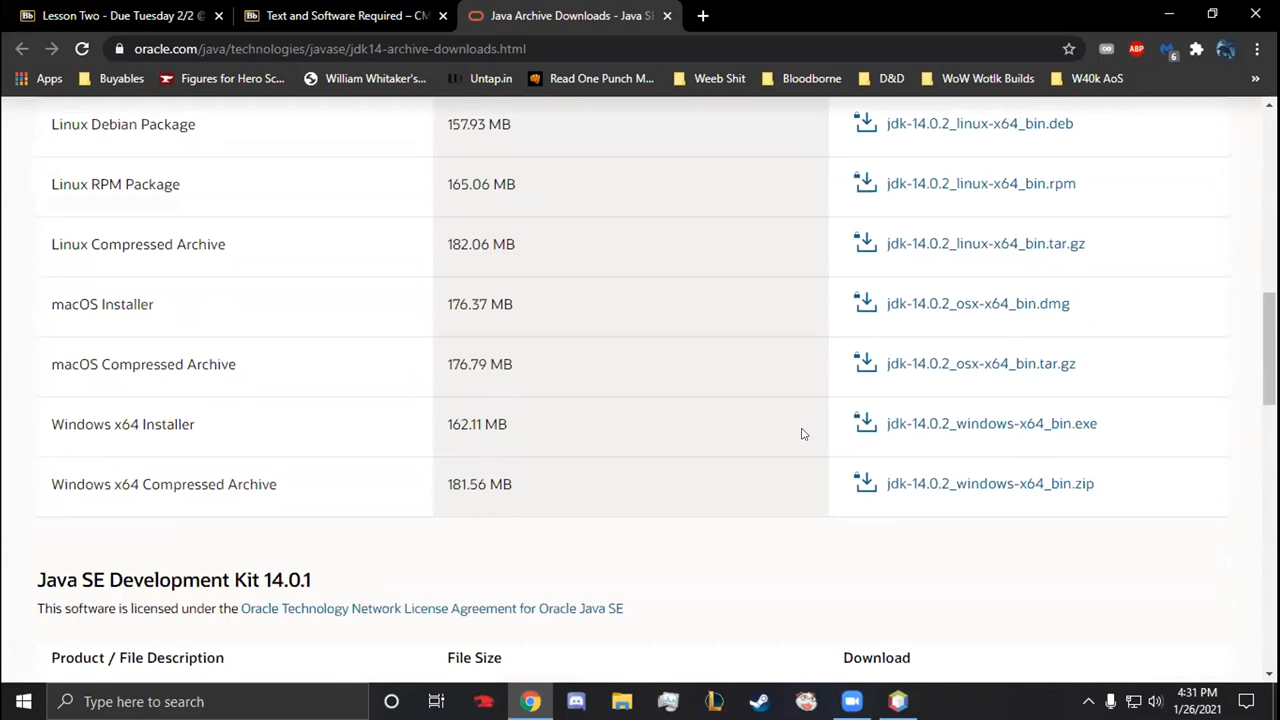 Lesson Two - Due Tuesday 2/2 @
Text and Software Required – CM
Java Archive Downloads - Java SE
oracle.com/java/technologies/javase/jdk14-archive-downloads.html
ABP
6
Apps
Buyables
Figures for Hero Sc...
William Whitaker's...
Untap.in
Read One Punch M...
Weeb Shit
Bloodborne
D&D
WoW Wotlk Builds
W40k AoS
Linux Debian Package 157.93 MB jdk-14.0.2_linux-x64_bin.deb
Linux RPM Package 165.06 MB jdk-14.0.2_linux-x64_bin.rpm
Linux Compressed Archive 182.06 MB jdk-14.0.2_linux-x64_bin.tar.gz
macOS Installer 176.37 MB jdk-14.0.2_osx-x64_bin.dmg
macOS Compressed Archive 176.79 MB jdk-14.0.2_osx-x64_bin.tar.gz
Windows x64 Installer 162.11 MB jdk-14.0.2_windows-x64_bin.exe
Windows x64 Compressed Archive 181.56 MB jdk-14.0.2_windows-x64_bin.zip
Java SE Development Kit 14.0.1
This software is licensed under the Oracle Technology Network License Agreement for Oracle Java SE
Product / File Description File Size Download
Type here to search
4:31 PM
1/26/2021